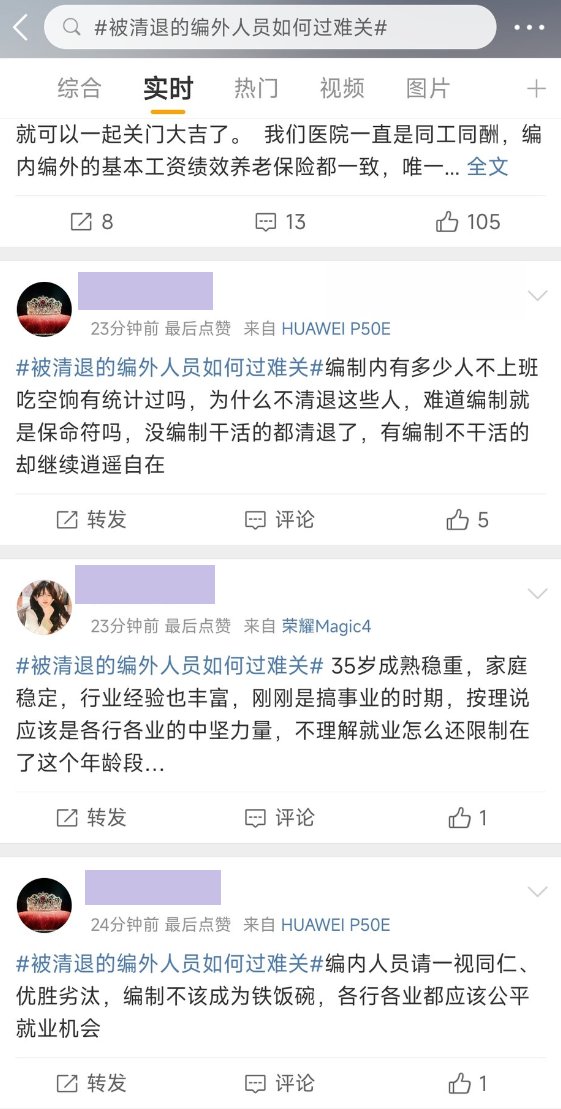 #被清退的编外人员如何过难关#
综合 实时 热门 视频 图片
就可以一起关门大吉了。 我们医院一直是同工同酬，编
内编外的基本工资绩效养老保险都一致，唯一... 全文
8 13 105
23分钟前 最后点赞 来自 HUAWEI P50E
#被清退的编外人员如何过难关#编制内有多少人不上班
吃空饷有统计过吗，为什么不清退这些人，难道编制就
是保命符吗，没编制干活的都清退了，有编制不干活的
却继续逍遥自在
转发 评论 5
23分钟前 最后点赞 来自 荣耀Magic4
#被清退的编外人员如何过难关# 35岁成熟稳重，家庭
稳定，行业经验也丰富，刚刚是搞事业的时期，按理说
应该是各行各业的中坚力量，不理解就业怎么还限制在
了这个年龄段...
转发 评论 1
24分钟前 最后点赞 来自 HUAWEI P50E
#被清退的编外人员如何过难关#编内人员请一视同仁、
优胜劣汰，编制不该成为铁饭碗，各行各业都应该公平
就业机会
转发 评论 1